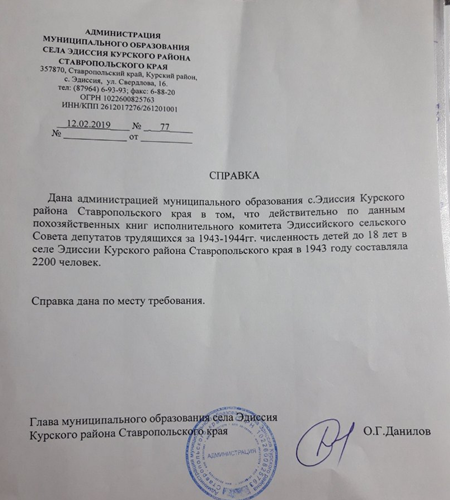 АДМИНИСТРАЦИЯ
МУНИЦИПАЛЬНОГО ОБРАЗОВАНИЯ
СЕЛА ЭДИССИЯ КУРСКОГО РАЙОНА
СТАВРОПОЛЬСКОГО КРАЯ
357870, Ставропольский край, Курский район,
с. Эдиссия, ул. Свердлова, 16.
тел: (87964) 6-93-93; факс: 6-88-20
ОГРН 1022600825763
ИНН/КПП 2612017276/261201001
12.02.2019 № 77
№ от
СПРАВКА
Дана администрацией муниципального образования с.Эдиссия Курского
района Ставропольского края в том, что действительно по данным
похозяйственных книг исполнительного комитета Эдиссийского сельского
Совета депутатов трудящихся за 1943-1944гг. численность детей до 18 лет в
селе Эдиссии Курского района Ставропольского края в 1943 году составляла
2200 человек.
Справка дана по месту требования.
Глава муниципального образования села Эдиссия
Курского района Ставропольского края
О.Г.Данилов
АДМИНИСТРАЦИЯ